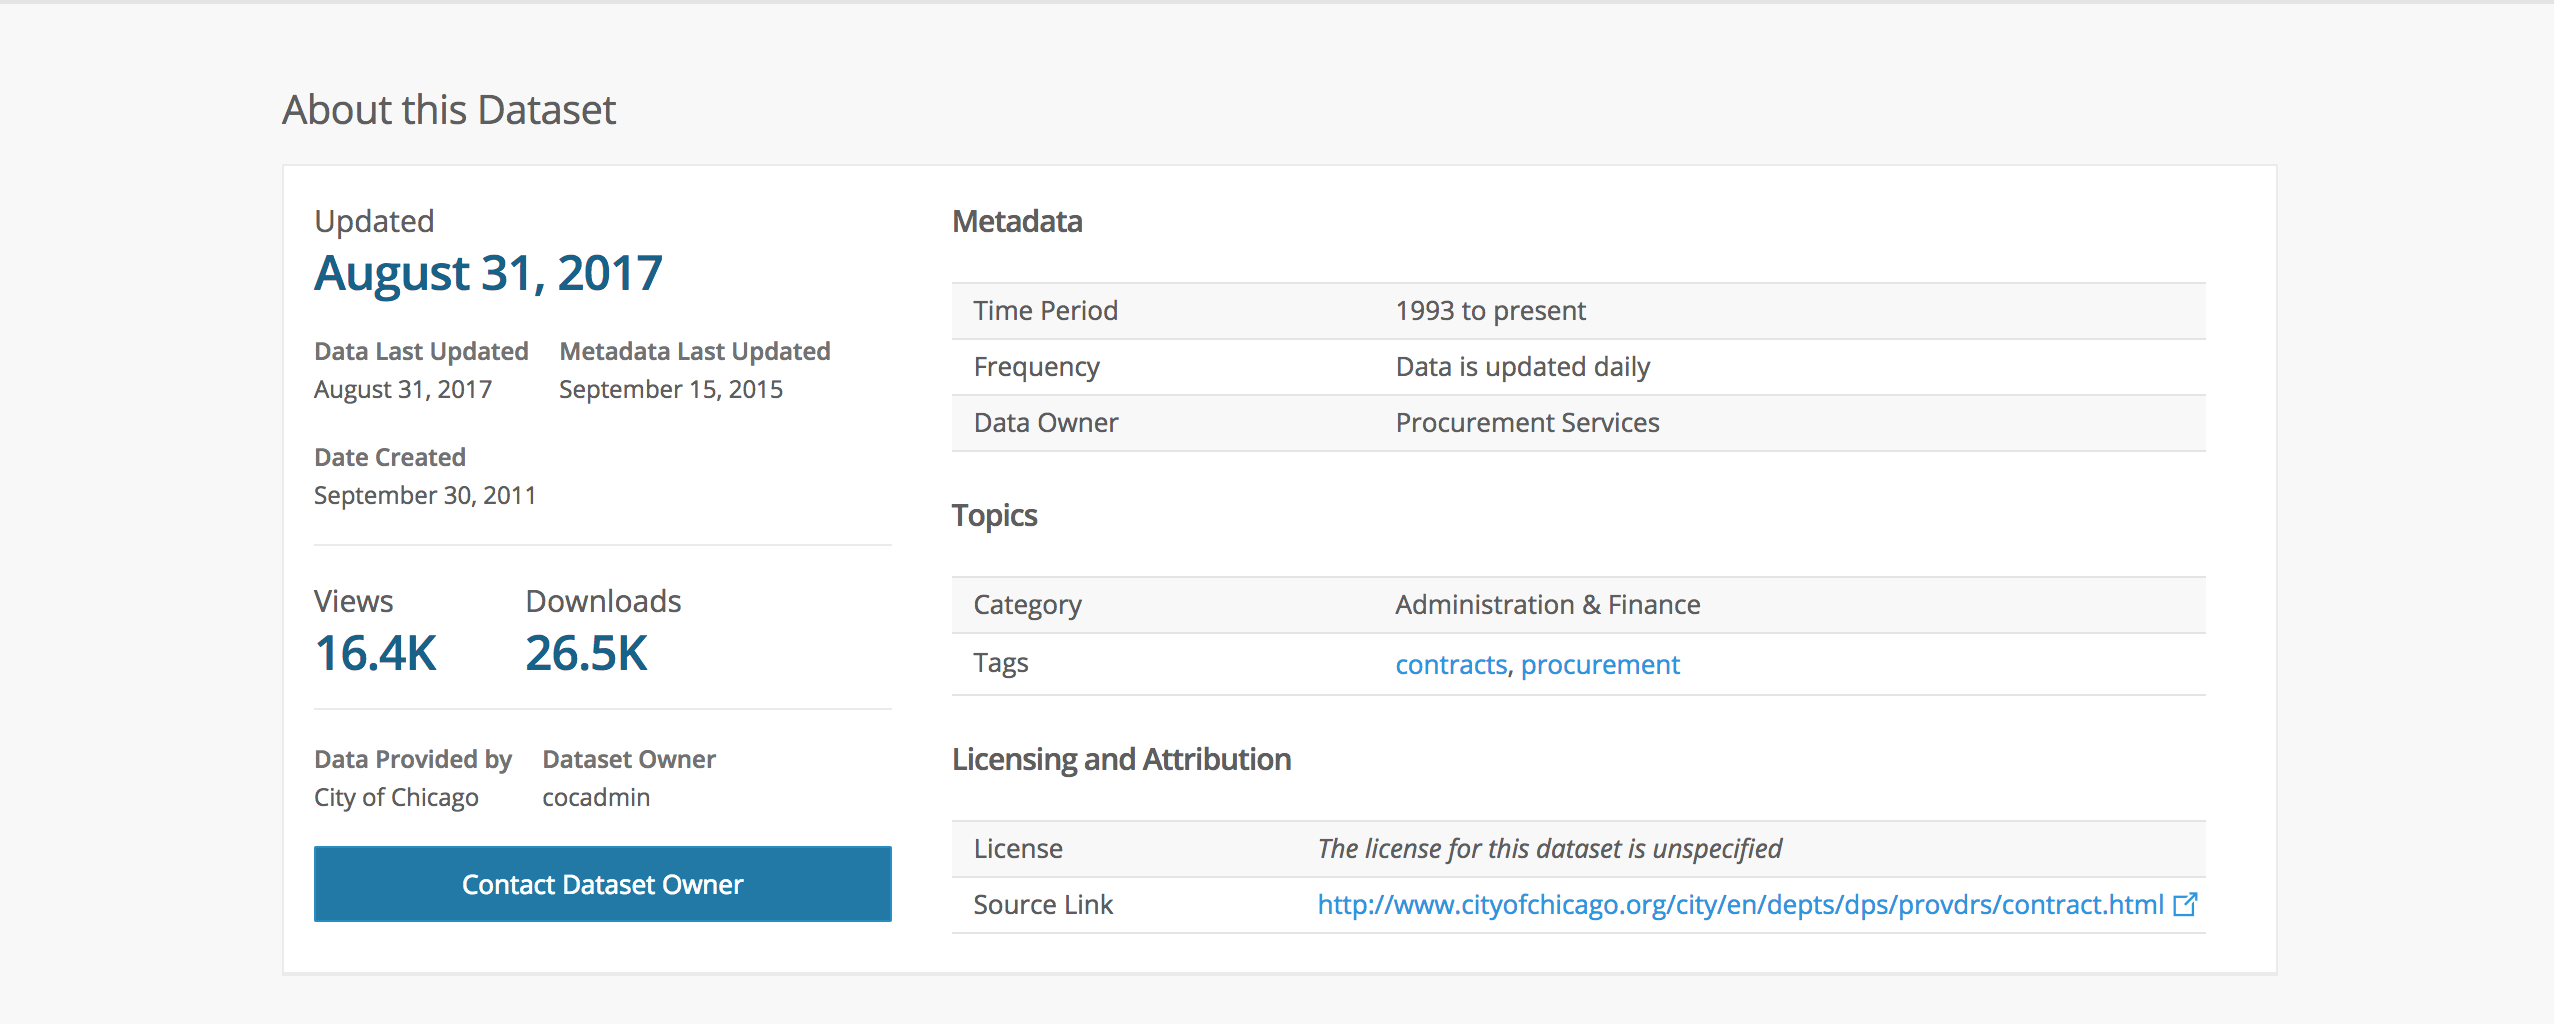 About this Dataset
Updated
August 31, 2017
Data Last Updated
August 31, 2017
Metadata Last Updated
September 15, 2015
Date Created
September 30, 2011
Views
16.4K
Downloads
26.5K
Data Provided by
City of Chicago
Dataset Owner
cocadmin
Contact Dataset Owner
Metadata
Time Period 1993 to present
Frequency Data is updated daily
Data Owner Procurement Services
Topics
Category Administration & Finance
Tags contracts, procurement
Licensing and Attribution
License The license for this dataset is unspecified
Source Link http://www.cityofchicago.org/city/en/depts/dps/provdrs/contract.html